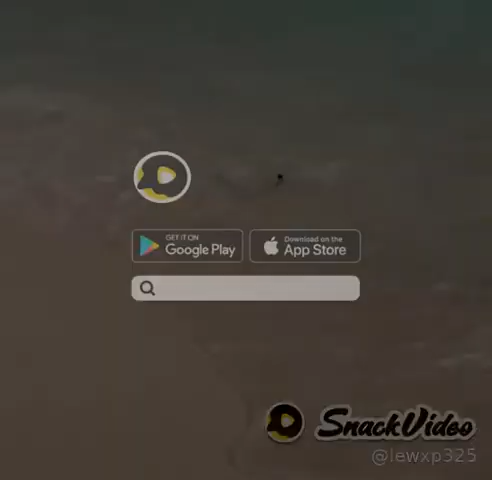 GET IT ON
Google Play
Download on the
App Store
SnackVideo
@lewxp325